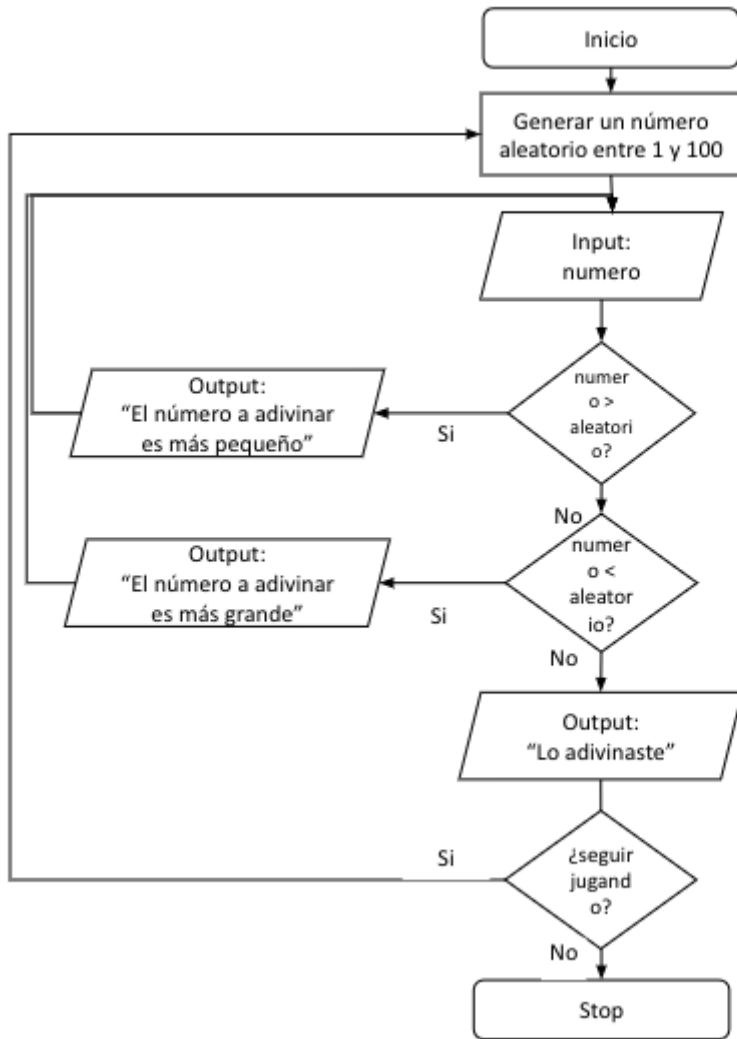 Inicio
Generar un número
aleatorio entre 1 y 100
Input:
numero
numer
o >
aleatori
o?
Si
Output:
“El número a adivinar
es más pequeño”
No
numer
o <
aleator
io?
Si
Output:
“El número a adivinar
es más grande”
No
Output:
“Lo adivinaste”
¿seguir
jugand
o?
Si
No
Stop